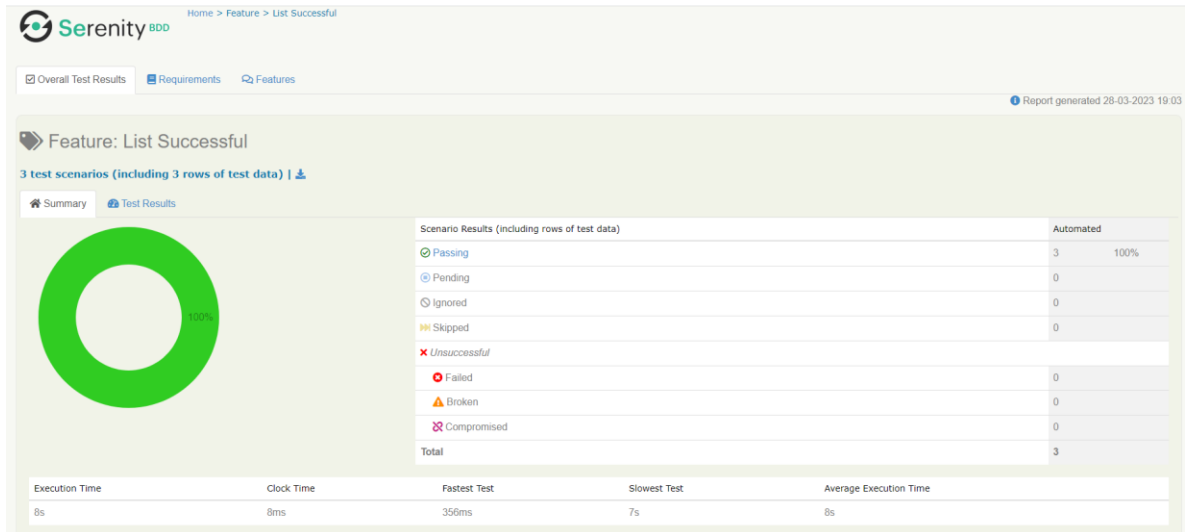 Home > Feature > List Successful
Serenity BDD
Overall Test Results Requirements Features
Report generated 28-03-2023 19:03
Feature: List Successful
3 test scenarios (including 3 rows of test data) |
Summary Test Results
Scenario Results (including rows of test data) Automated
Passing 3 100%
Pending 0
Ignored 0
Skipped 0
Unsuccessful
Failed 0
Broken 0
Compromised 0
Total 3
100%
Execution Time Clock Time Fastest Test Slowest Test Average Execution Time
8s 8ms 356ms 7s 8s